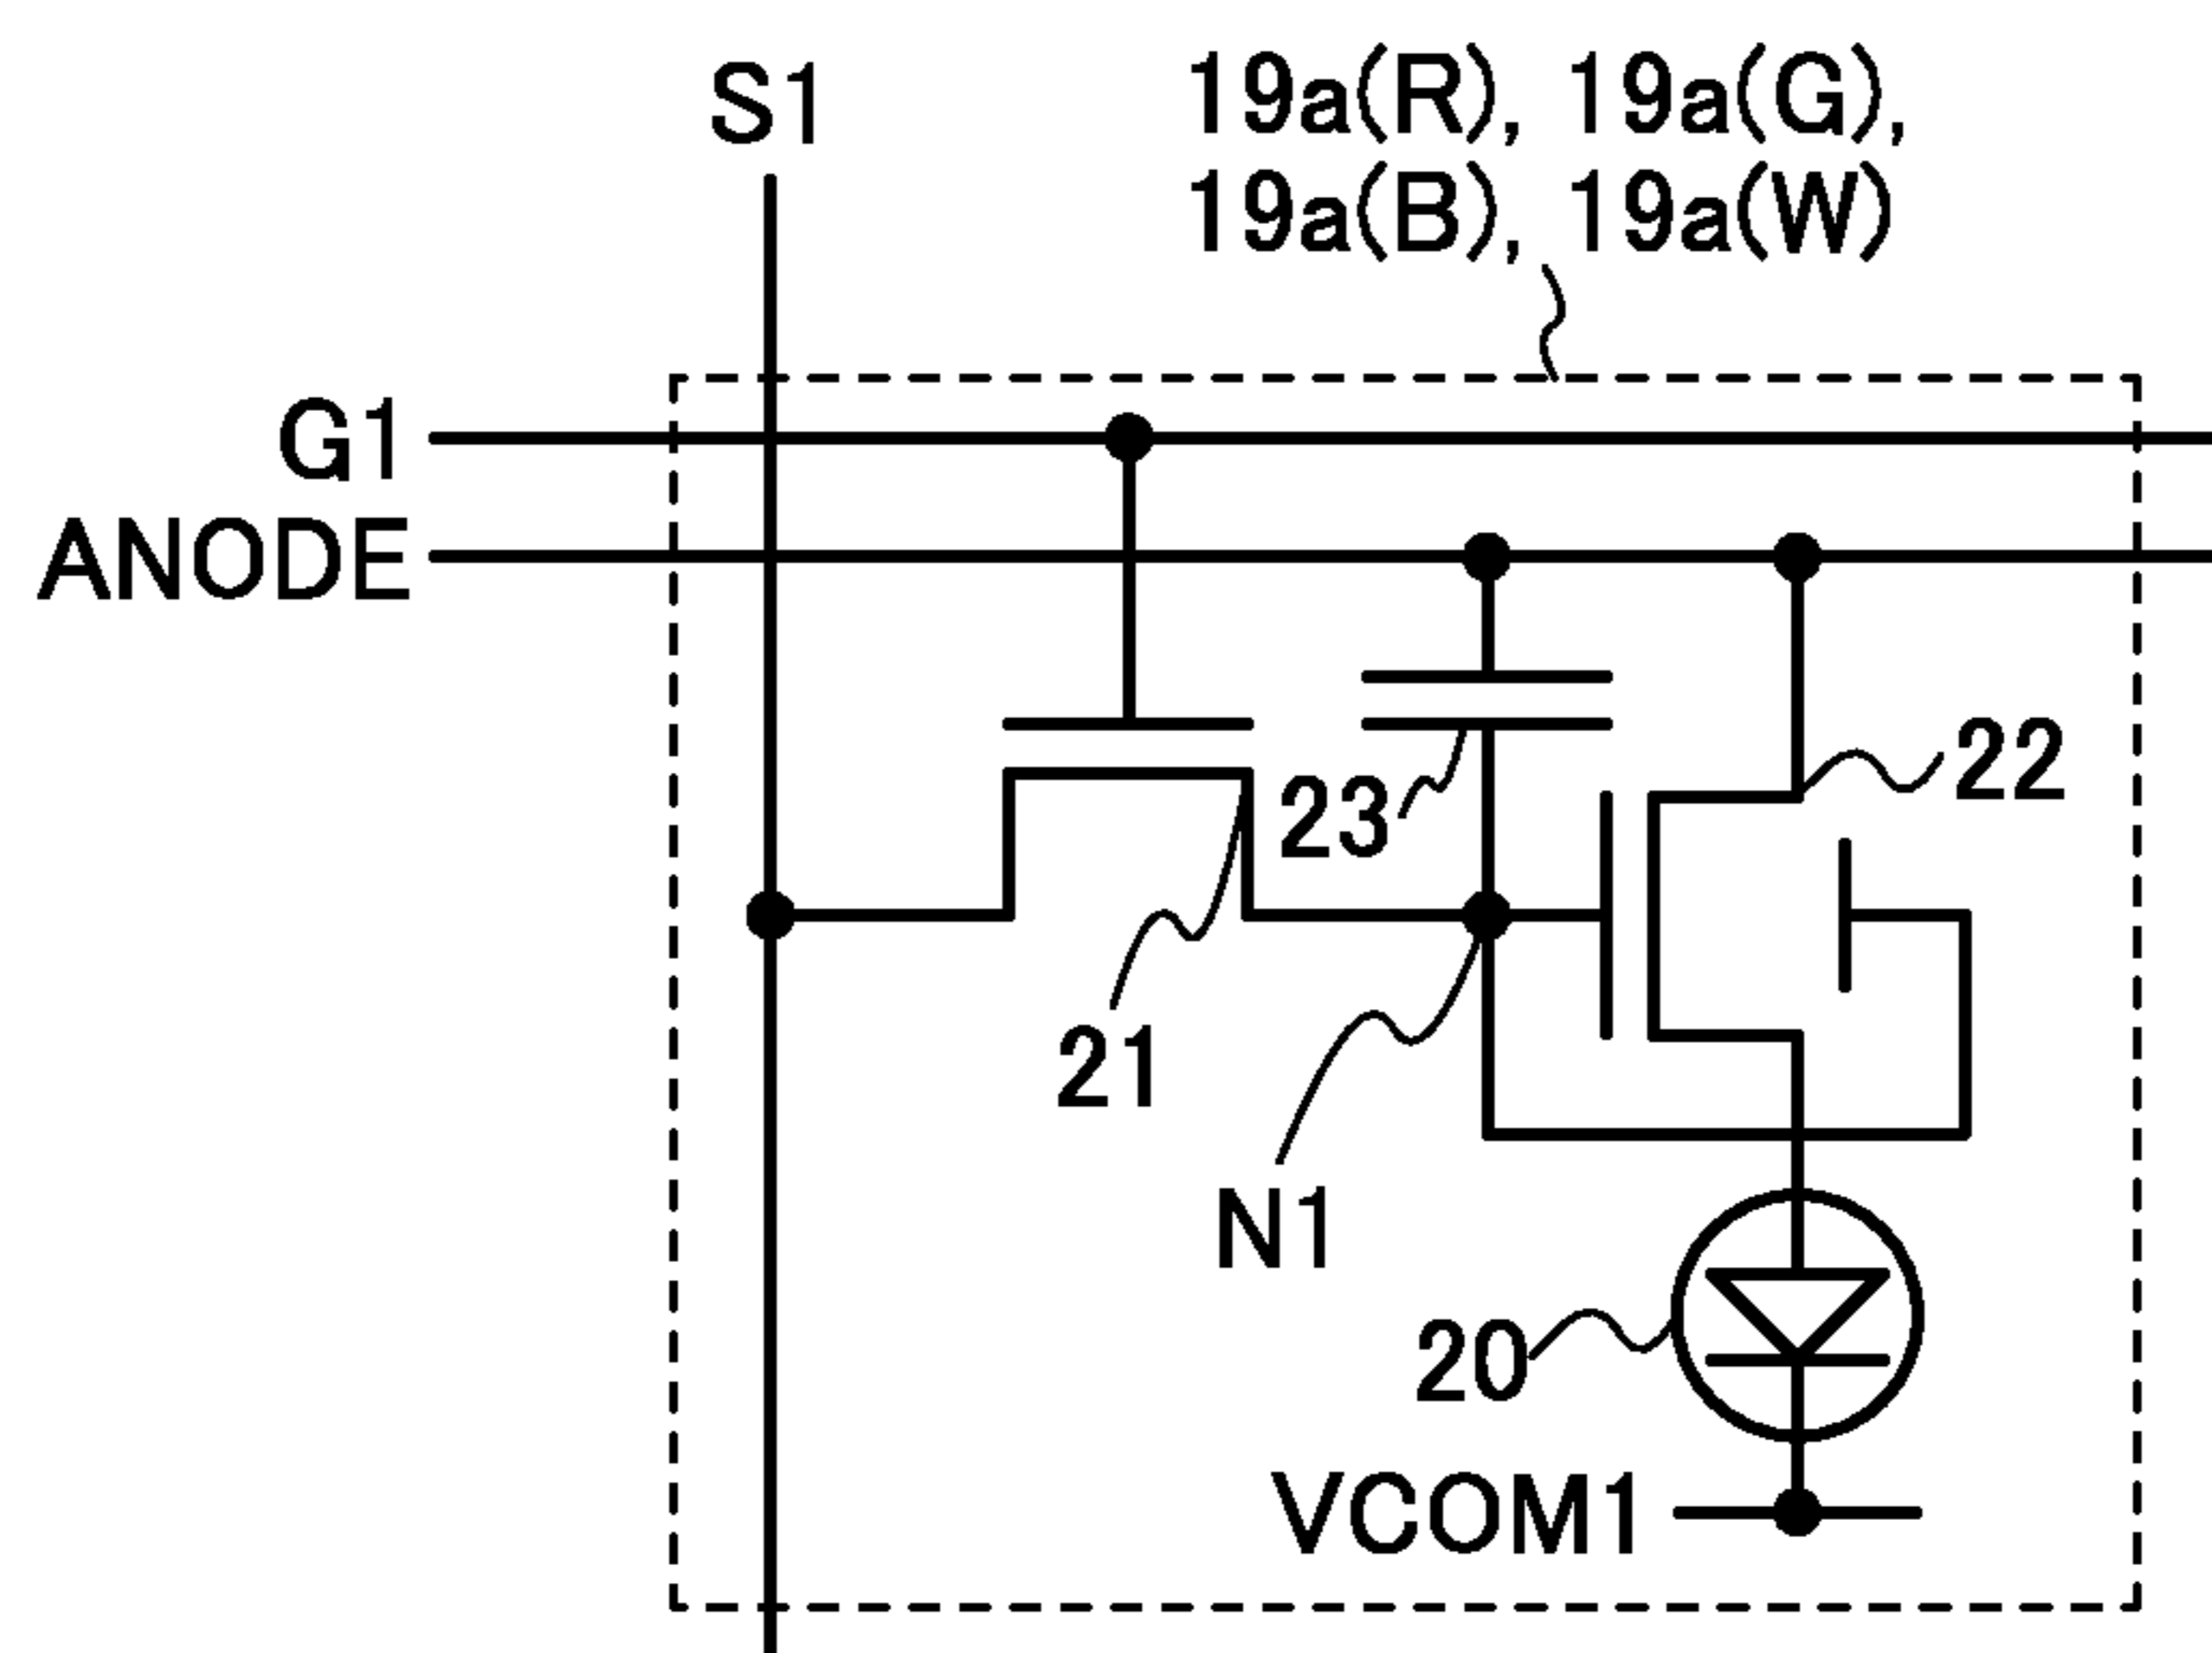 S1
19a(R), 19a(G),
19a(B), 19a(W)
G1
ANODE
22
23
21
N1
20
VCOM1